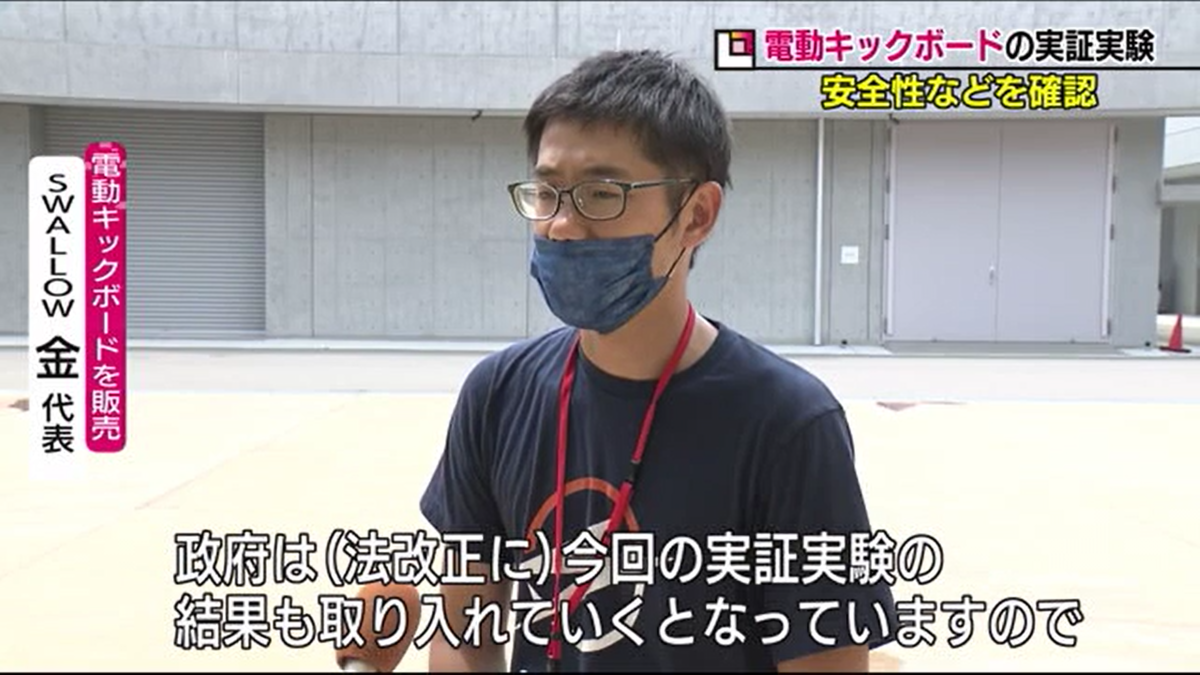 電動キックボードの実証実験
安全性などを確認
電動キックボードを販売
SWALLOW 金 代表
政府は(法改正に)今回の実証実験の
結果も取り入れていくとなっていますので